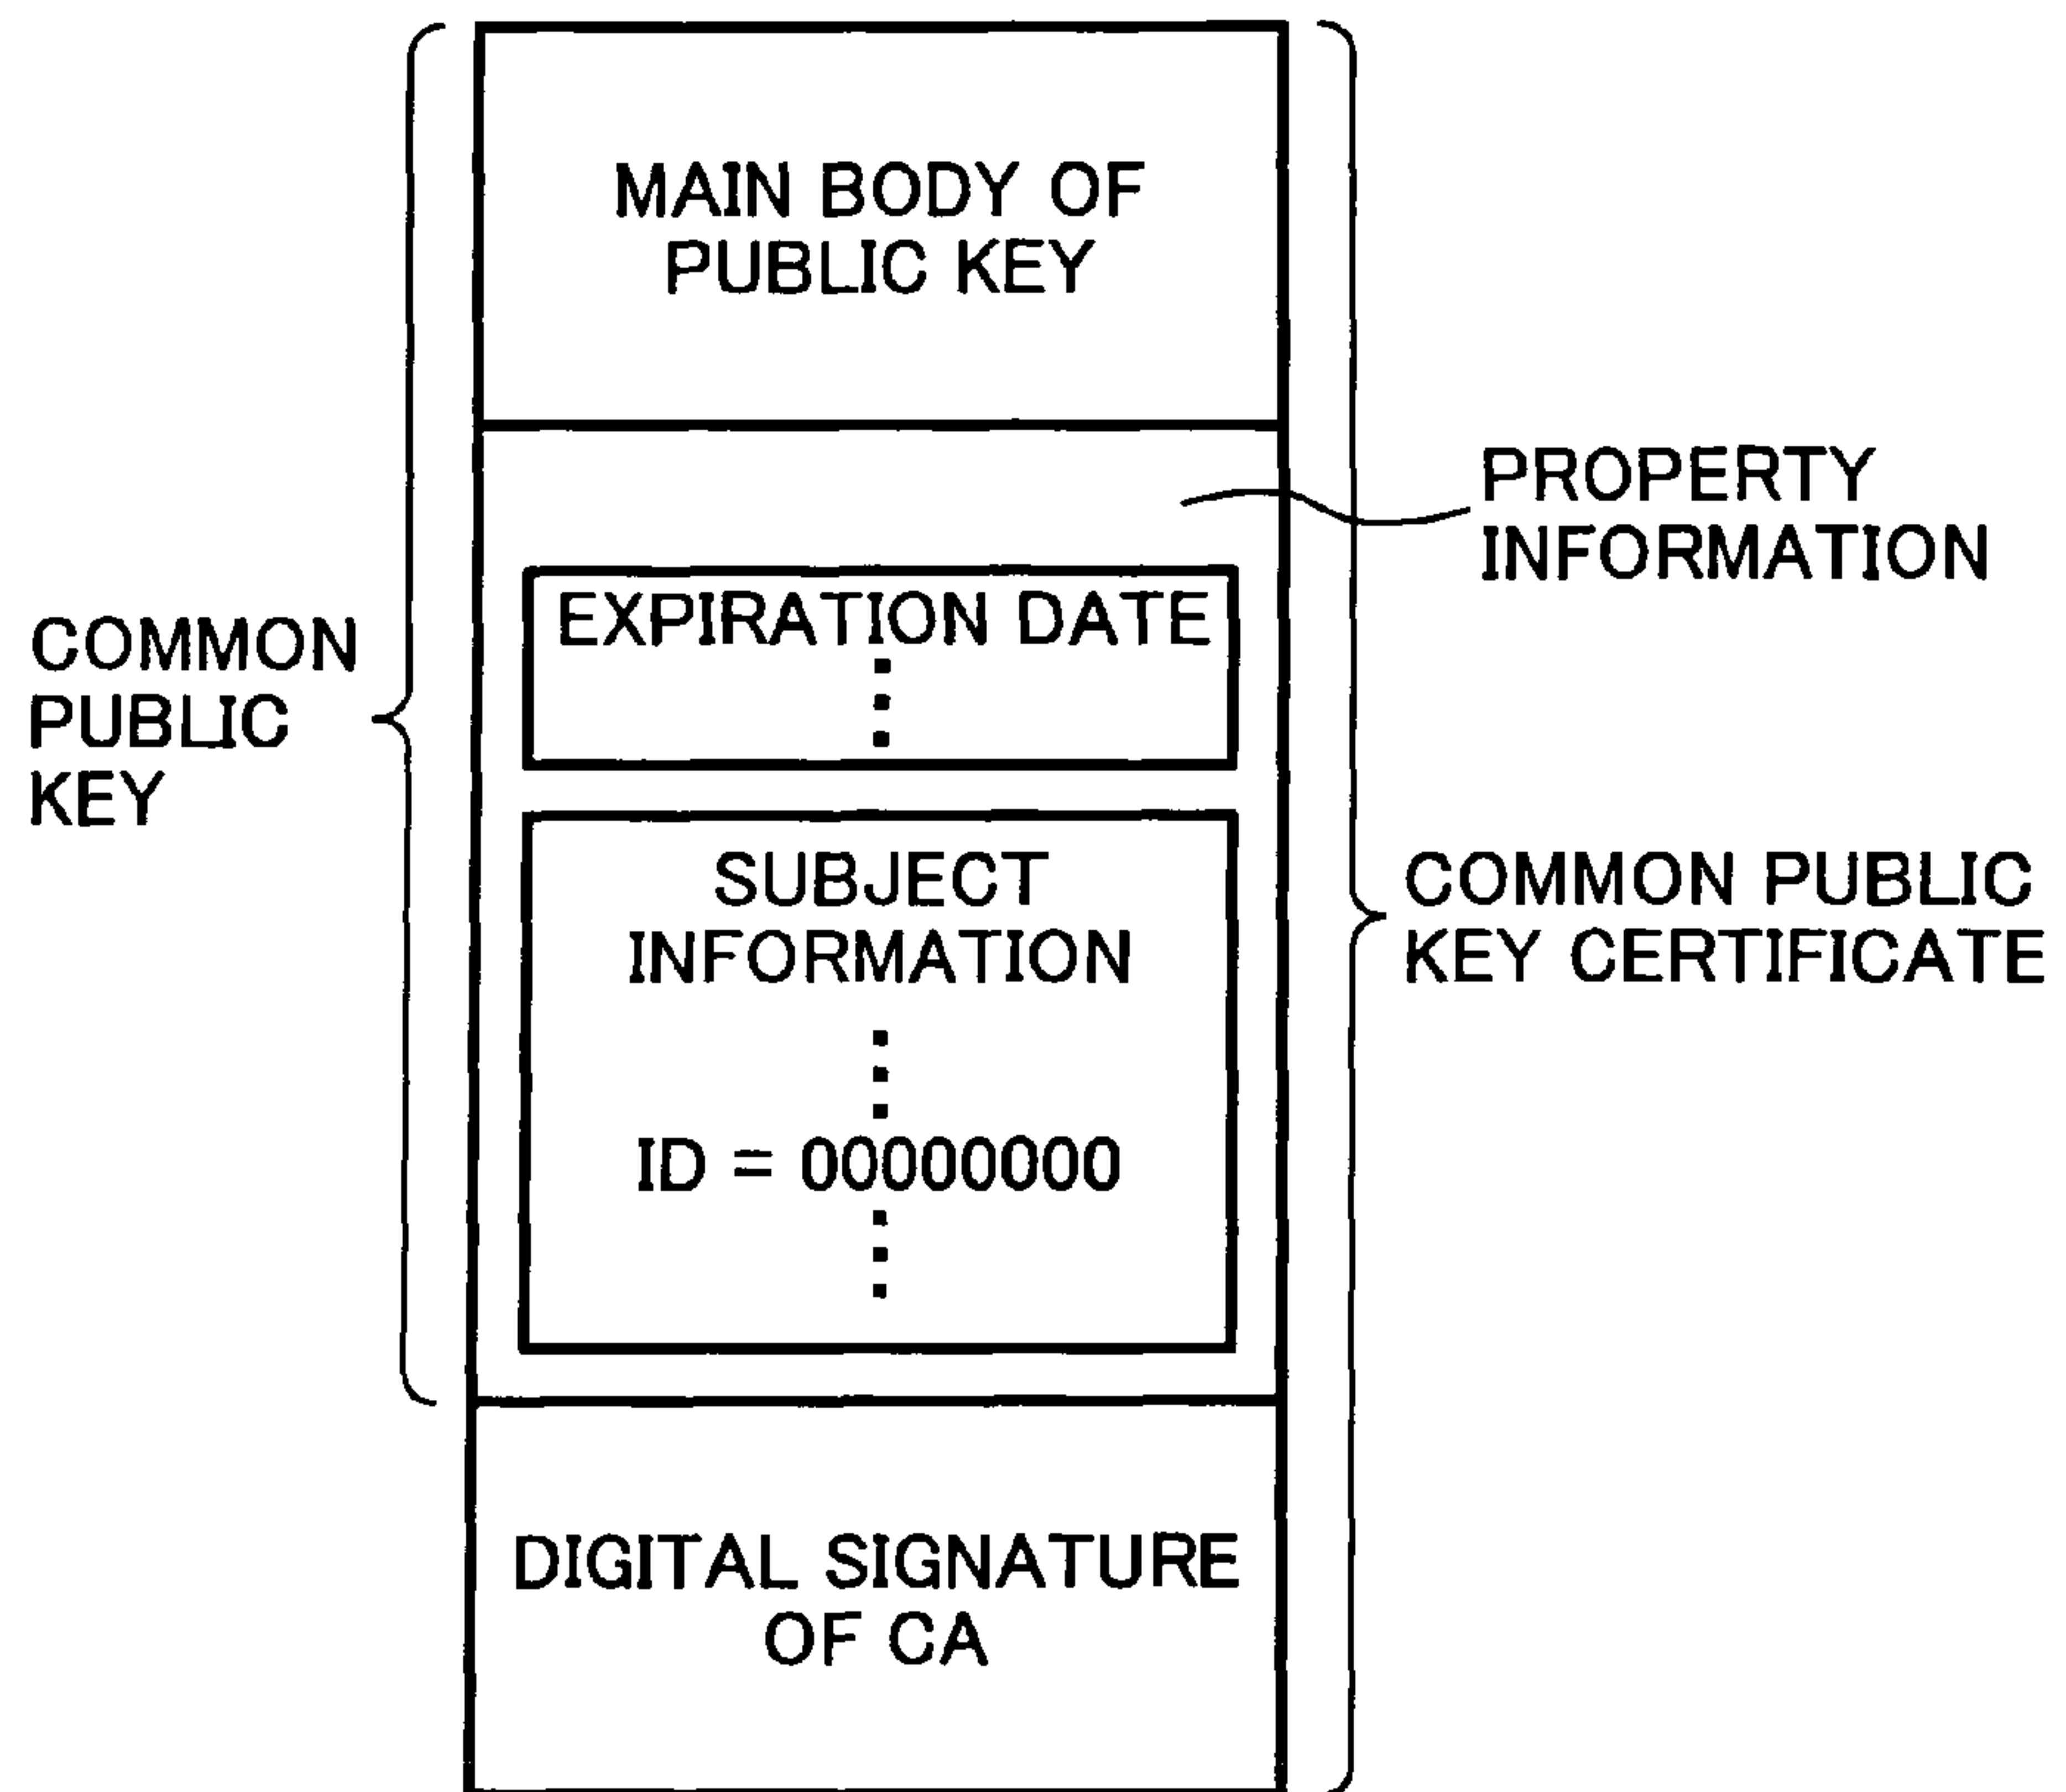 MAIN BODY OF
PUBLIC KEY
PROPERTY
INFORMATION
EXPIRATION DATE
COMMON
PUBLIC
KEY
SUBJECT
INFORMATION
ID = 00000000
COMMON PUBLIC
KEY CERTIFICATE
DIGITAL SIGNATURE
OF CA